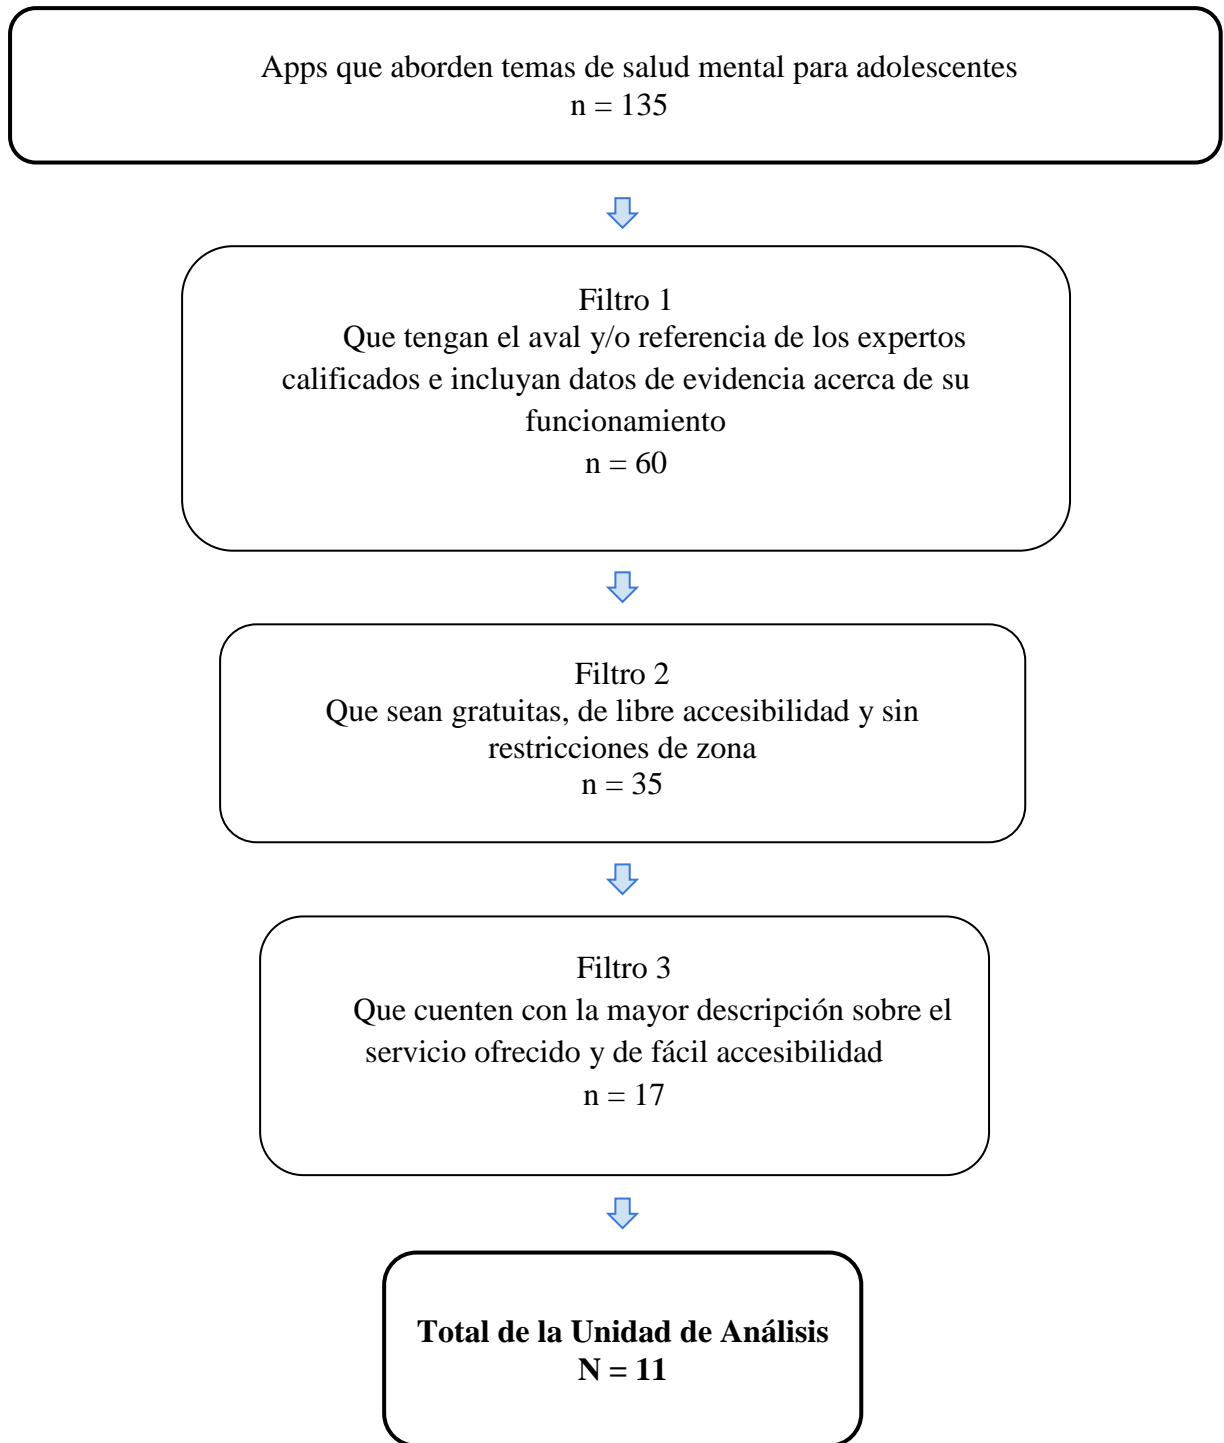 Apps que aborden temas de salud mental para adolescentes
n = 135
Filtro 1
Que tengan el aval y/o referencia de los expertos
calificados e incluyan datos de evidencia acerca de su
funcionamiento
n = 60
Filtro 2
Que sean gratuitas, de libre accesibilidad y sin
restricciones de zona
n = 35
Filtro 3
Que cuenten con la mayor descripción sobre el
servicio ofrecido y de fácil accesibilidad
n = 17
Total de la Unidad de Análisis
N = 11